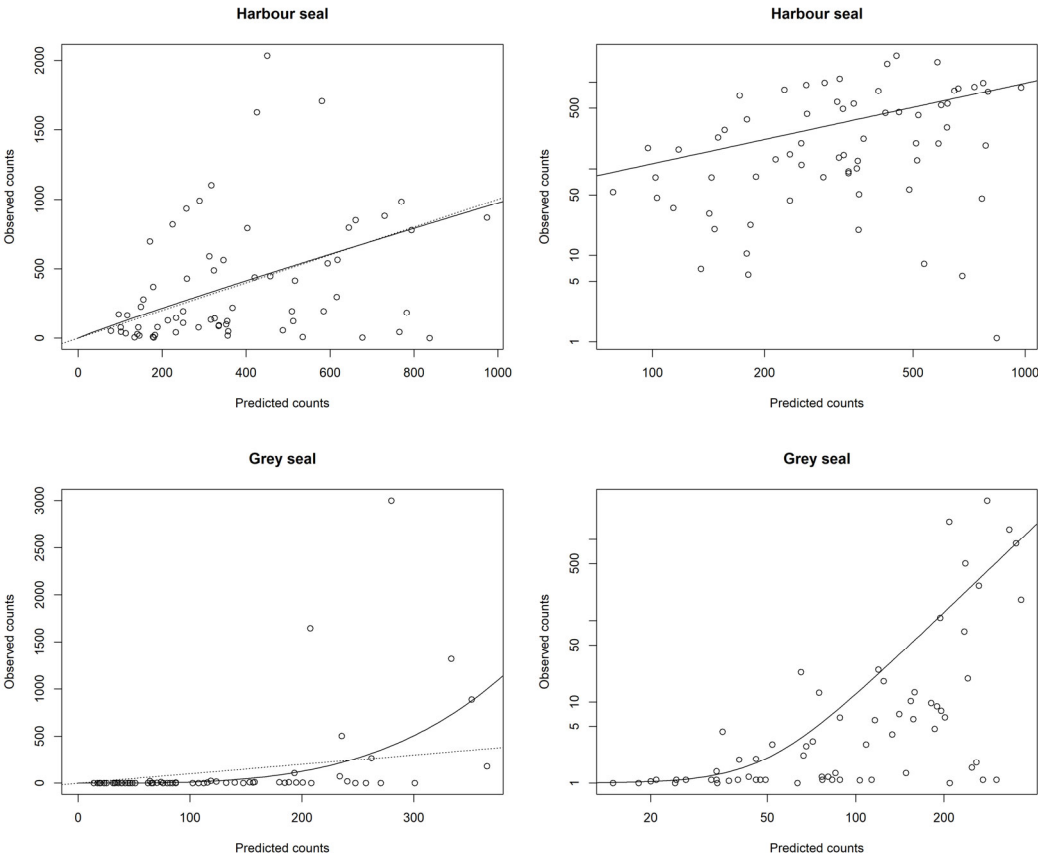 Harbour seal
Observed counts
2000
1500
1000
500
0
0 200 400 600 800 1000
Predicted counts
Harbour seal
Observed counts
500
50
10
5
1
100 200 500 1000
Predicted counts
Grey seal
Observed counts
3000
2500
2000
1500
1000
500
0
0 100 200 300
Predicted counts
Grey seal
Observed counts
500
50
10
5
1
20 50 100 200
Predicted counts